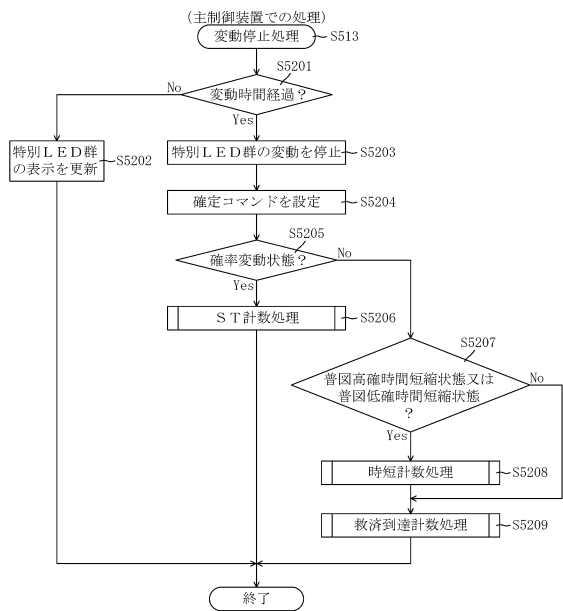 (主制御装置での処理)
変動停止処理
S513
S5201
変動時間経過？
No
Yes
特別ＬＥＤ群
の表示を更新
S5202
特別ＬＥＤ群の変動を停止
S5203
確定コマンドを設定
S5204
S5205
確率変動状態？
No
Yes
ＳＴ計数処理
S5206
S5207
普図高確時間短縮状態又は
普図低確時間短縮状態
？
No
Yes
時短計数処理
S5208
救済到達計数処理
S5209
終了